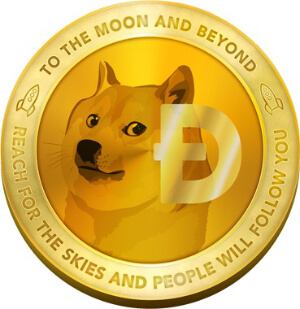 TO THE MOON AND BEYOND
Ð
REACH FOR THE SKIES AND PEOPLE WILL FOLLOW YOU